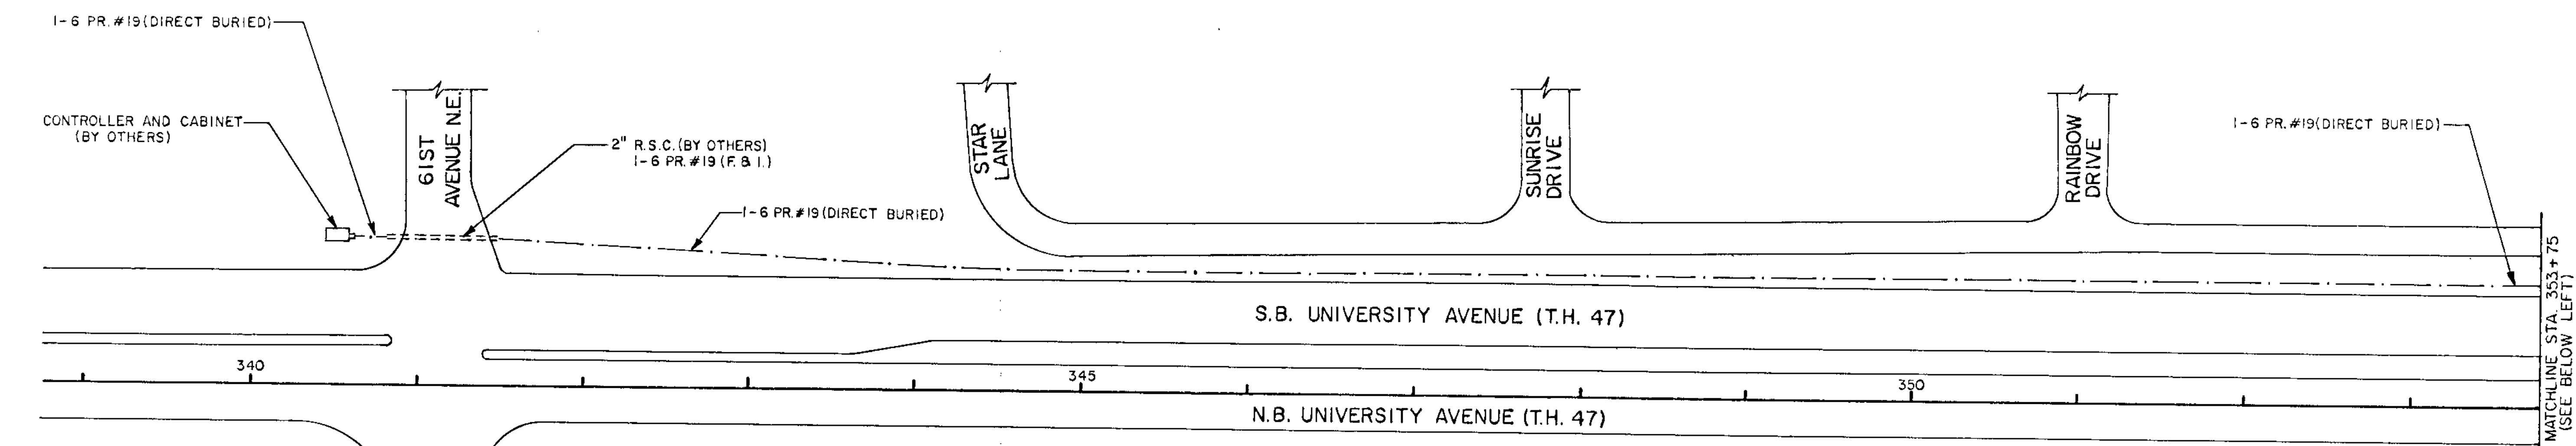 1-6 PR. #19 (DIRECT BURIED)
CONTROLLER AND CABINET
(BY OTHERS)
61ST
AVENUE N.E.
2" R.S.C. (BY OTHERS)
1-6 PR. #19 (F. & I.)
1-6 PR. #19 (DIRECT BURIED)
STAR
LANE
SUNRISE
DRIVE
RAINBOW
DRIVE
1-6 PR. #19 (DIRECT BURIED)
S.B. UNIVERSITY AVENUE (T.H. 47)
340
345
350
N.B. UNIVERSITY AVENUE (T.H. 47)
MATCHLINE STA. 353+75
(SEE BELOW LEFT)